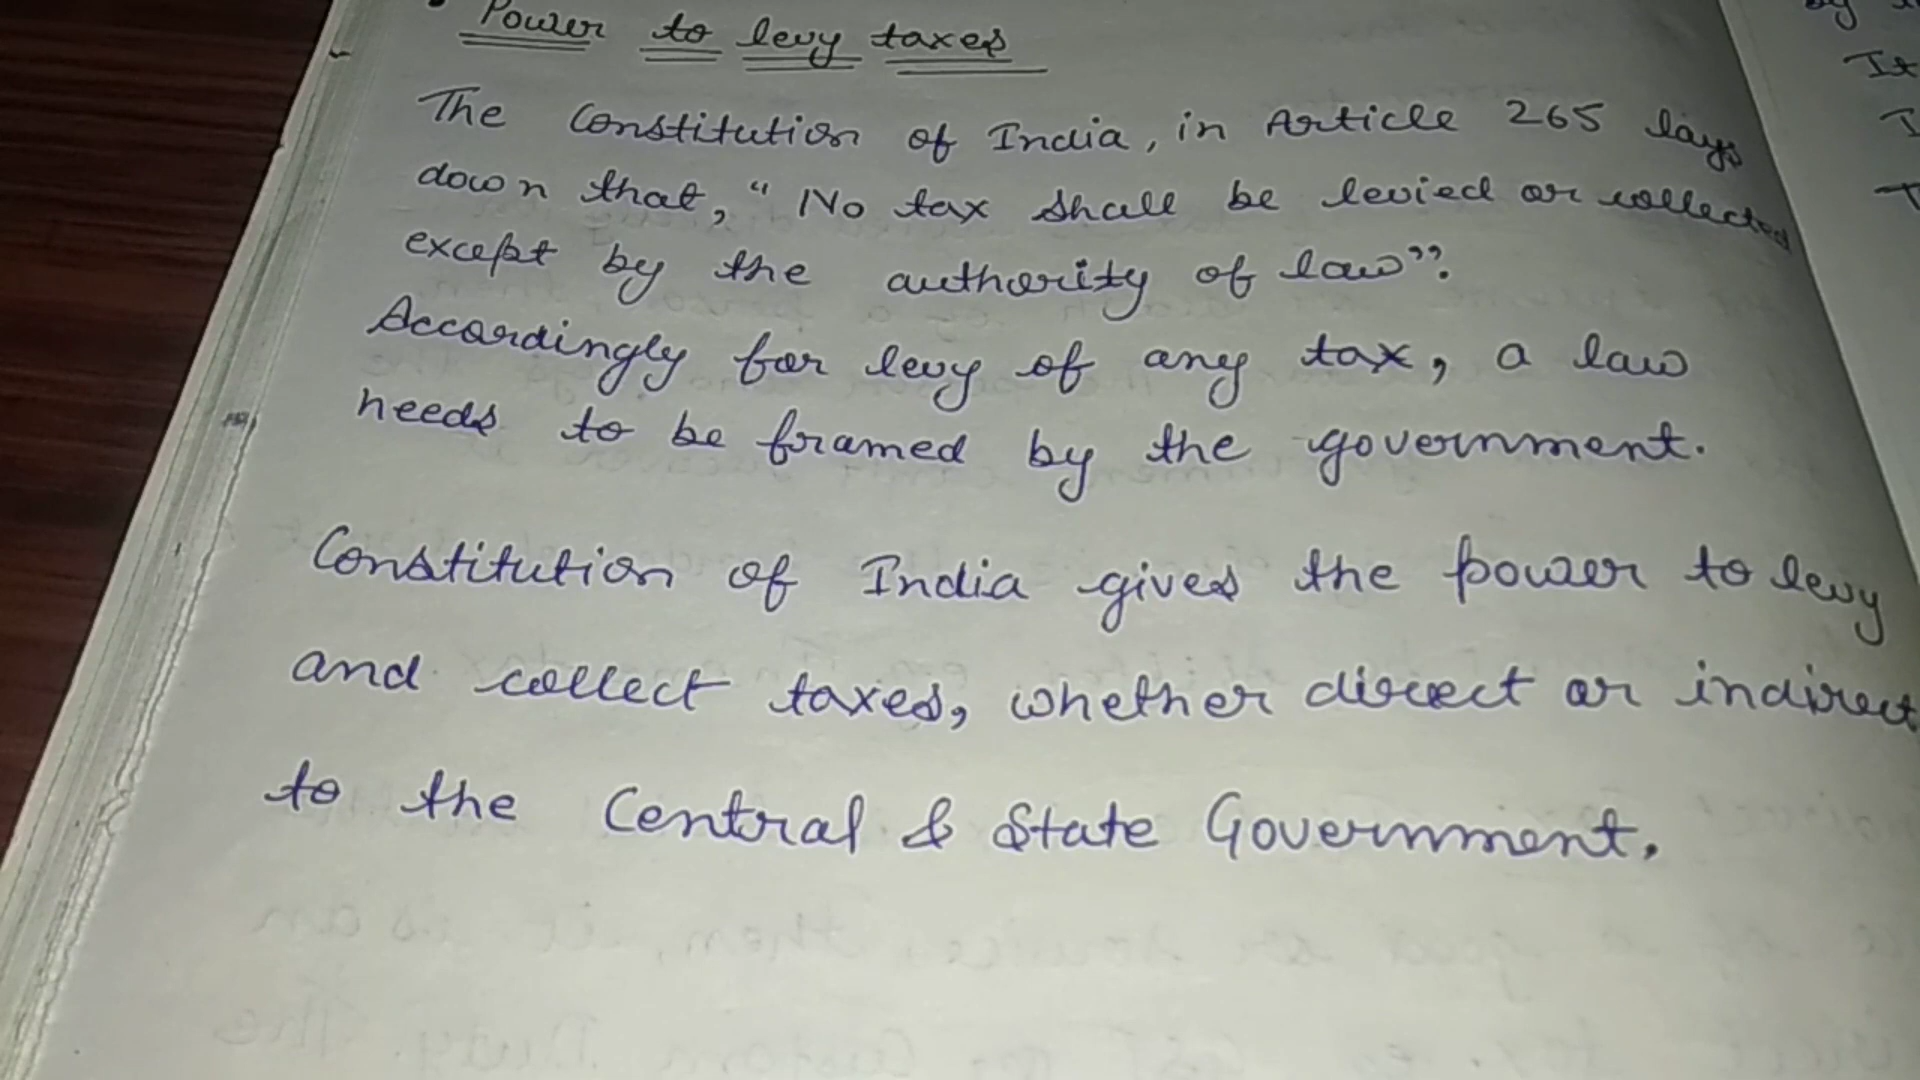 Power to levy taxes
The Constitution of India, in Article 265 lays
down that, "No tax shall be levied or collected
except by the authority of law".
Accordingly for levy of any tax, a law
needs to be framed by the government.
Constitution of India gives the power to levy
and collect taxes, whether direct or indirect
to the Central & State Government.
by
It